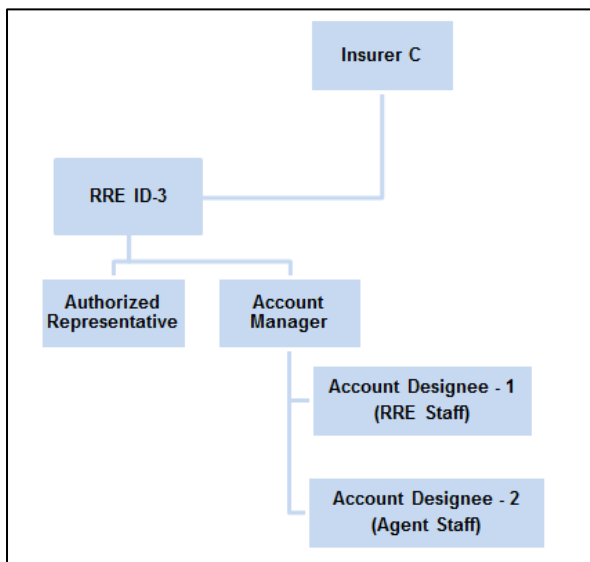 Insurer C
RRE ID-3
Authorized
Representative
Account
Manager
Account Designee - 1
(RRE Staff)
Account Designee - 2
(Agent Staff)